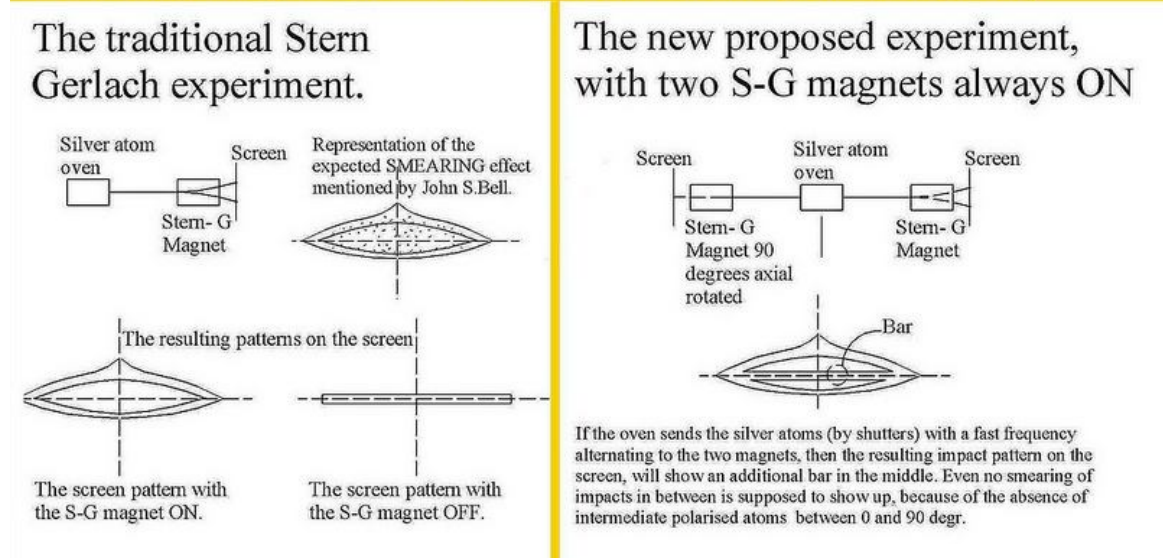 The traditional Stern
Gerlach experiment.
Silver atom
oven
Screen
Stern- G
Magnet
Representation of the
expected SMEARING effect
mentioned by John S.Bell.
The resulting patterns on the screen
The screen pattern with
the S-G magnet ON.
The screen pattern with
the S-G magnet OFF.
The new proposed experiment,
with two S-G magnets always ON
Screen
Silver atom
oven
Screen
Stern- G
Magnet 90
degrees axial
rotated
Stern- G
Magnet
Bar
If the oven sends the silver atoms (by shutters) with a fast frequency
alternating to the two magnets, then the resulting impact pattern on the
screen, will show an additional bar in the middle. Even no smearing of
impacts in between is supposed to show up, because of the absence of
intermediate polarised atoms between 0 and 90 degr.